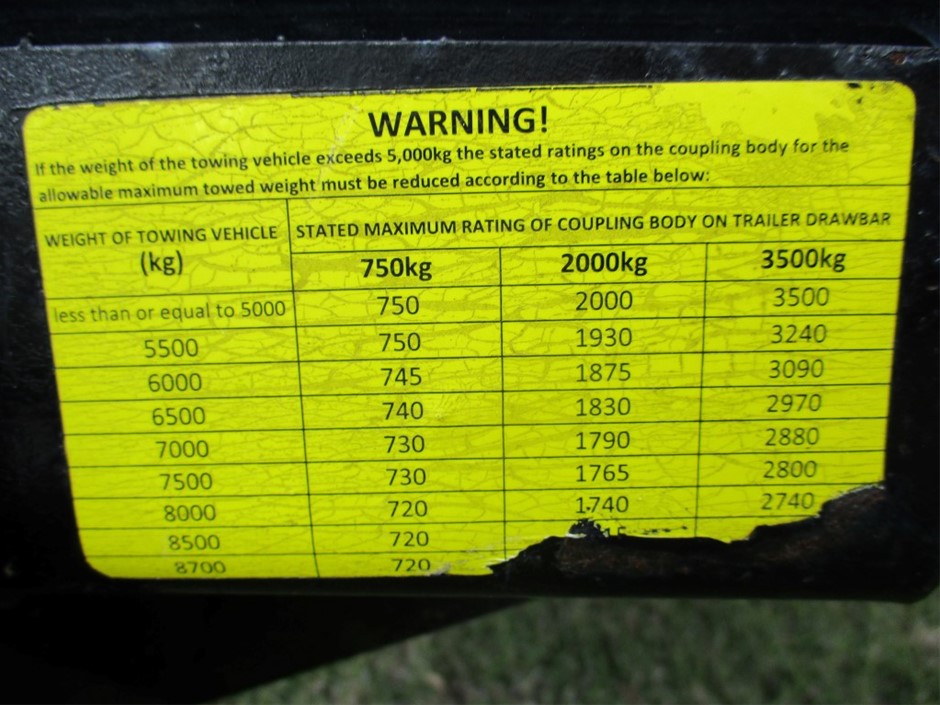 WARNING!
If the weight of the towing vehicle exceeds 5,000kg the stated ratings on the coupling body for the
allowable maximum towed weight must be reduced according to the table below:
WEIGHT OF TOWING VEHICLE (kg)
STATED MAXIMUM RATING OF COUPLING BODY ON TRAILER DRAWBAR
750kg 2000kg 3500kg
less than or equal to 5000 750 2000 3500
5500 750 1930 3240
6000 745 1875 3090
6500 740 1830 2970
7000 730 1790 2880
7500 730 1765 2800
8000 720 1740 2740
8500 720
8700 720